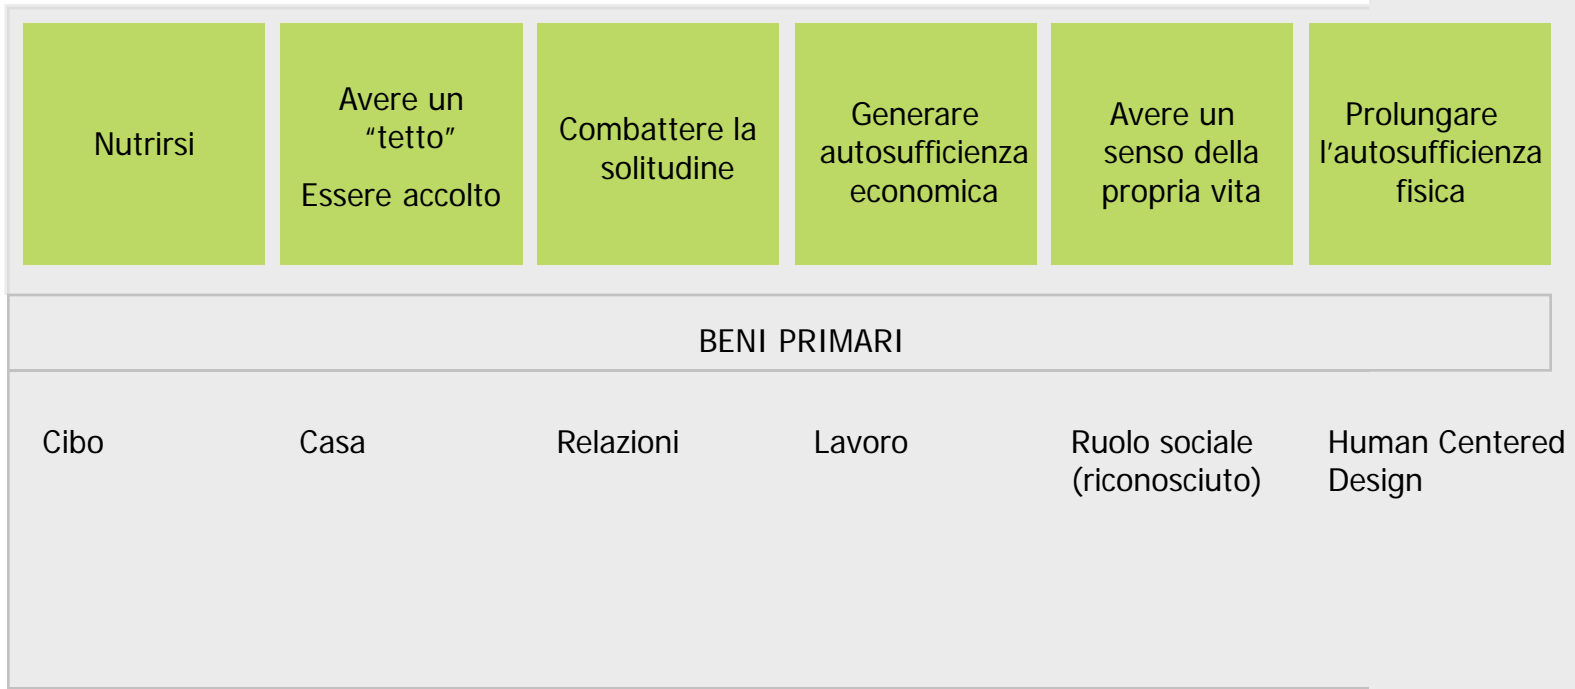 Nutrirsi
Avere un
“tetto”
Essere accolto
Combattere la
solitudine
Generare
autosufficienza
economica
Avere un
senso della
propria vita
Prolungare
l’autosufficienza
fisica
BENI PRIMARI
Cibo
Casa
Relazioni
Lavoro
Ruolo sociale
(riconosciuto)
Human Centered
Design